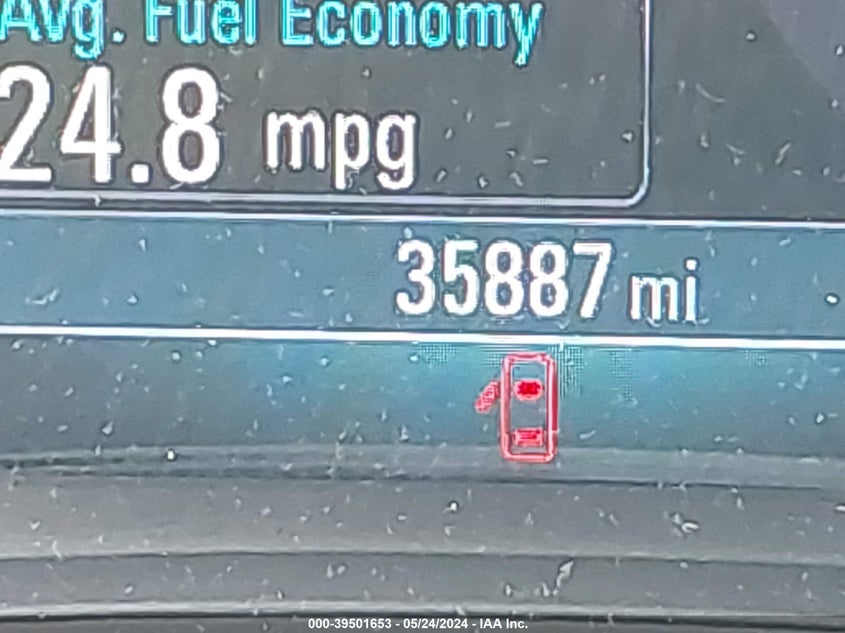 Avg. Fuel Economy
24.8 mpg
35887 mi
000-39501653 - 05/24/2024 - IAA Inc.